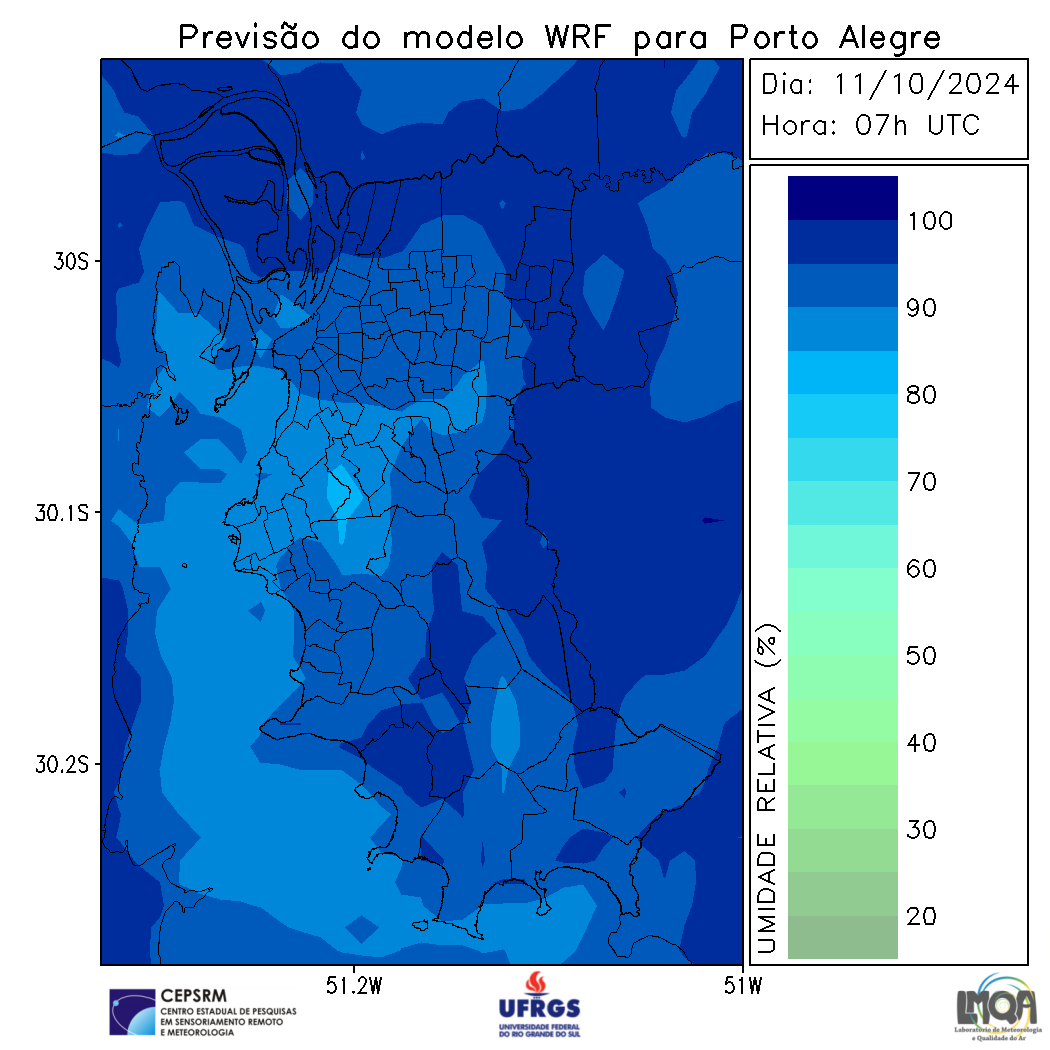 Previsão do modelo WRF para Porto Alegre
Dia: 11/10/2024
Hora: 07h UTC
30S
30.1S
30.2S
51.2W
51W
UMIDADE RELATIVA (%)
100
90
80
70
60
50
40
30
20
CEPSRM
CENTRO ESTADUAL DE PESQUISAS
EM SENSORIAMENTO REMOTO
E METEOROLOGIA
UFRGS
UNIVERSIDADE FEDERAL
DO RIO GRANDE DO SUL
LMQA
Laboratório de Meteorologia
e Qualidade do Ar